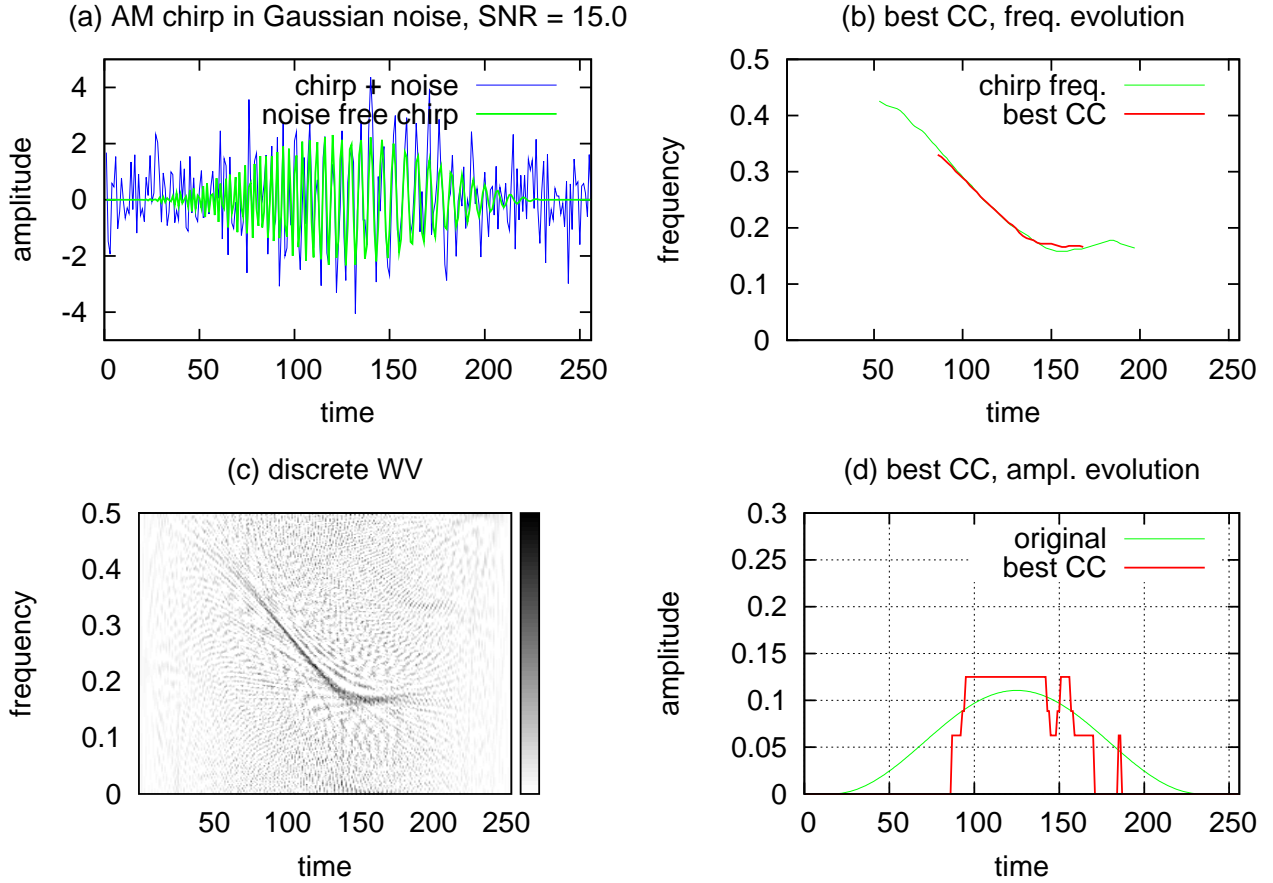 (a) AM chirp in Gaussian noise, SNR = 15.0
chirp + noise
noise free chirp
amplitude
4
2
0
-2
-4
0 50 100 150 200 250
time
(b) best CC, freq. evolution
chirp freq.
best CC
frequency
0.5
0.4
0.3
0.2
0.1
0
50 100 150 200 250
time
(c) discrete WV
frequency
0.5
0.4
0.3
0.2
0.1
0
50 100 150 200 250
time
(d) best CC, ampl. evolution
original
best CC
amplitude
0.3
0.25
0.2
0.15
0.1
0.05
0
0 50 100 150 200 250
time